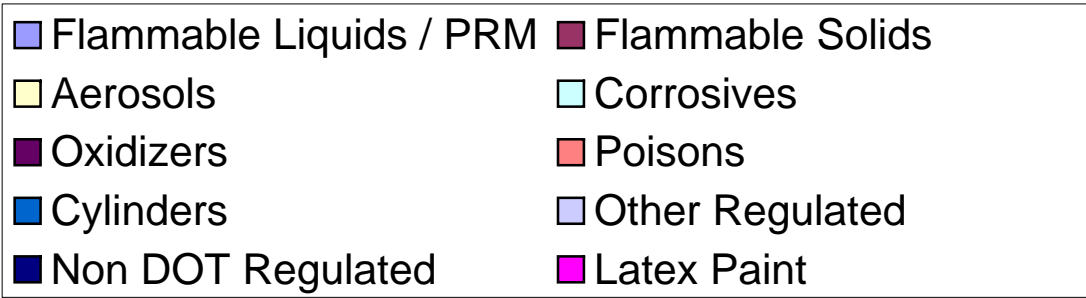 Flammable Liquids / PRM Flammable Solids
Aerosols Corrosives
Oxidizers Poisons
Cylinders Other Regulated
Non DOT Regulated Latex Paint